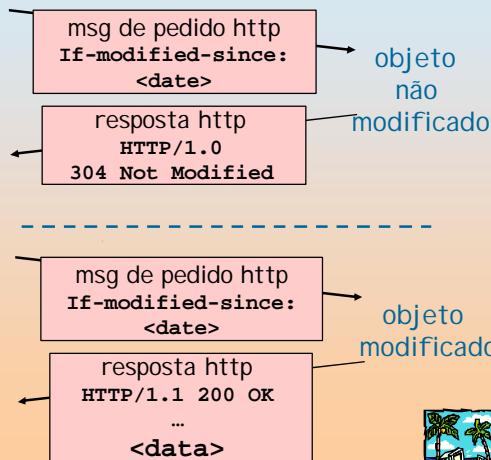 msg de pedido http
If-modified-since:
<date>
objeto
não
modificado
resposta http
HTTP/1.0
304 Not Modified
msg de pedido http
If-modified-since:
<date>
objeto
modificado
resposta http
HTTP/1.1 200 OK
…
<data>